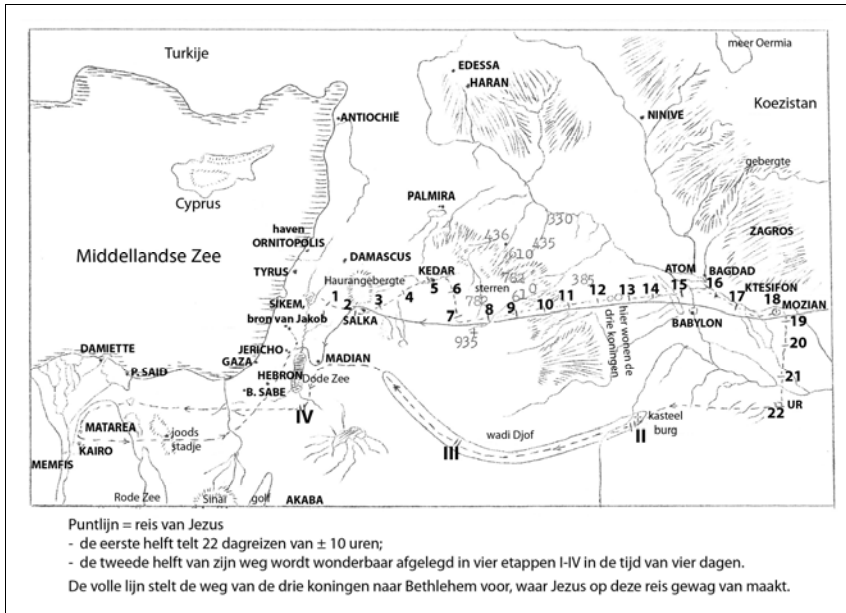 meer Oermia
Turkije
EDESSA
HARAN
Koezistan
NINIVE
ANTIOCHIË
gebergte
PALMIRA
Cyprus
330
436
haven
ORNITOPOLIS
435
610
ZAGROS
Middellandse Zee
DAMASCUS
KEDAR
ATOM
BAGDAD
TYRUS
Haurangebergte
782
385
sterren
KTESIFON
1
2
3
4
5
6
7
8
9
10
11
12
13
14
15
16
17
18
MOZIAN
782
610
SIKEM,
bron van Jakob
SALKA
BABYLON
19
935
hier wonen de
drie koningen
20
JERICHO
DAMIETTE
GAZA
MADIAN
P. SAID
HEBRON
Dode Zee
21
B. SABE
UR
22
IV
kasteel
burg
MATAREA
joods
stadje
wadi Djof
II
KAIRO
III
MEMFIS
Rode Zee
Sinaï
golf
AKABA
Puntlijn = reis van Jezus
- de eerste helft telt 22 dagreizen van ± 10 uren;
- de tweede helft van zijn weg wordt wonderbaar afgelegd in vier etappen I-IV in de tijd van vier dagen.
De volle lijn stelt de weg van de drie koningen naar Bethlehem voor, waar Jezus op deze reis gewag van maakt.